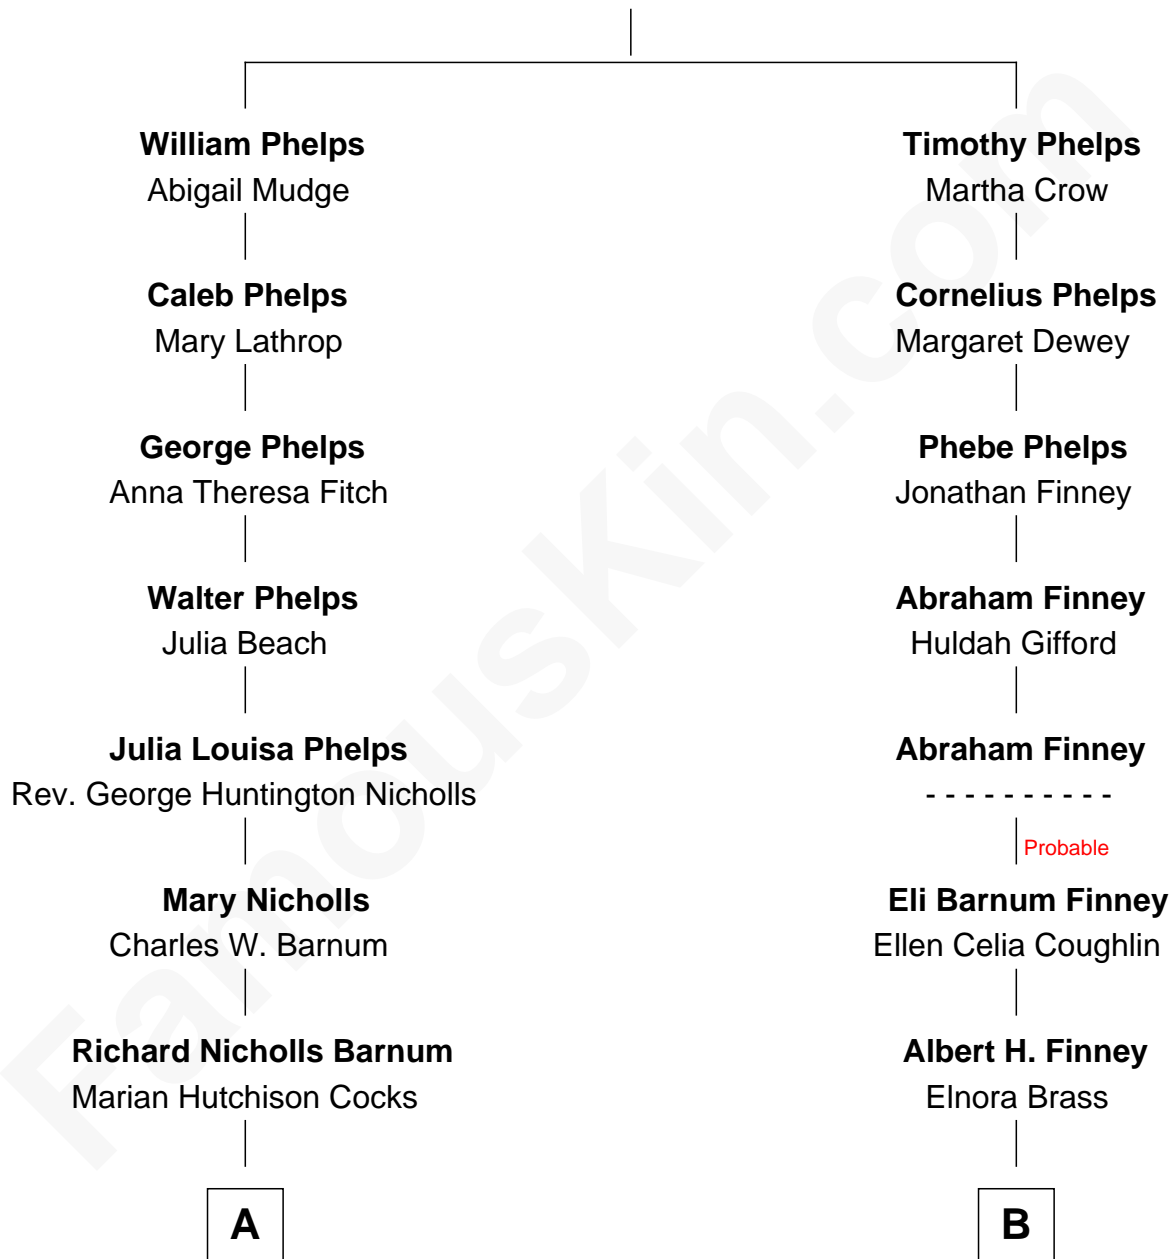 William Phelps
Abigail Mudge
Timothy Phelps
Martha Crow
Caleb Phelps
Mary Lathrop
Cornelius Phelps
Margaret Dewey
George Phelps
Anna Theresa Fitch
Phebe Phelps
Jonathan Finney
Walter Phelps
Julia Beach
Abraham Finney
Huldah Gifford
Julia Louisa Phelps
Rev. George Huntington Nicholls
Abraham Finney
- - - - - - - - - -
Probable
Mary Nicholls
Charles W. Barnum
Eli Barnum Finney
Ellen Celia Coughlin
Richard Nicholls Barnum
Marian Hutchison Cocks
Albert H. Finney
Elnora Brass
A
B
FamousKin.com